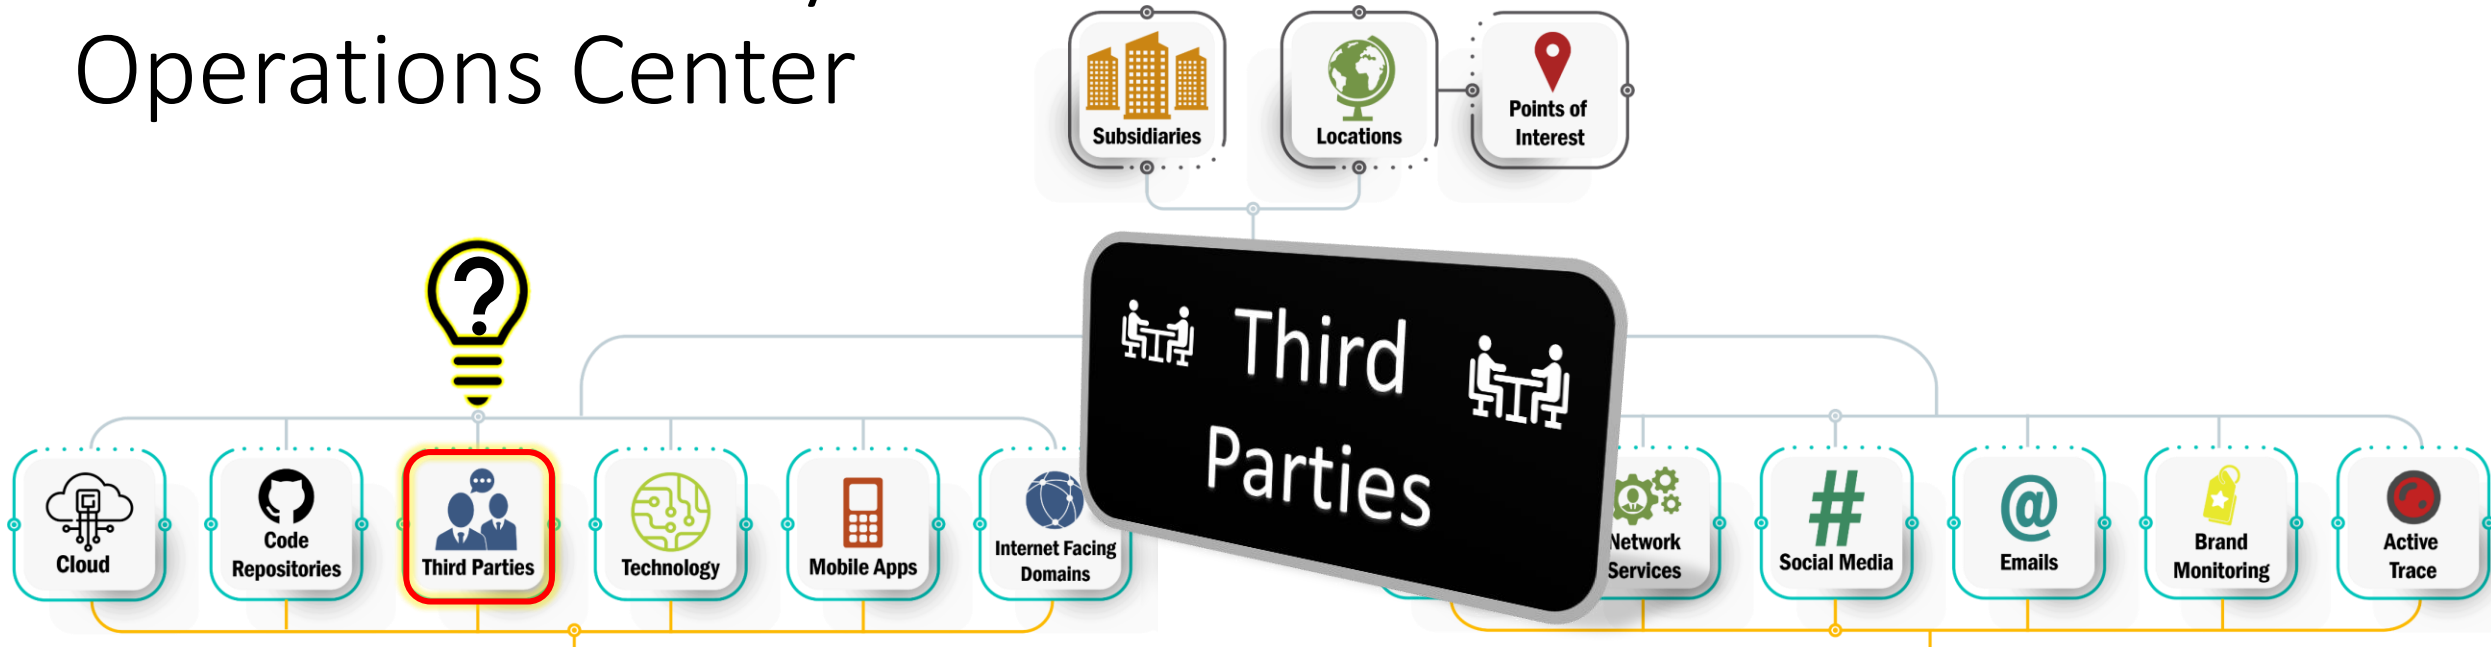 Operations Center
Subsidiaries
Locations
Points of
Interest
?
Third
Parties
Cloud
Code
Repositories
Third Parties
Technology
Mobile Apps
Internet Facing
Domains
Network
Services
#
Social Media
@
Emails
Brand
Monitoring
Active
Trace